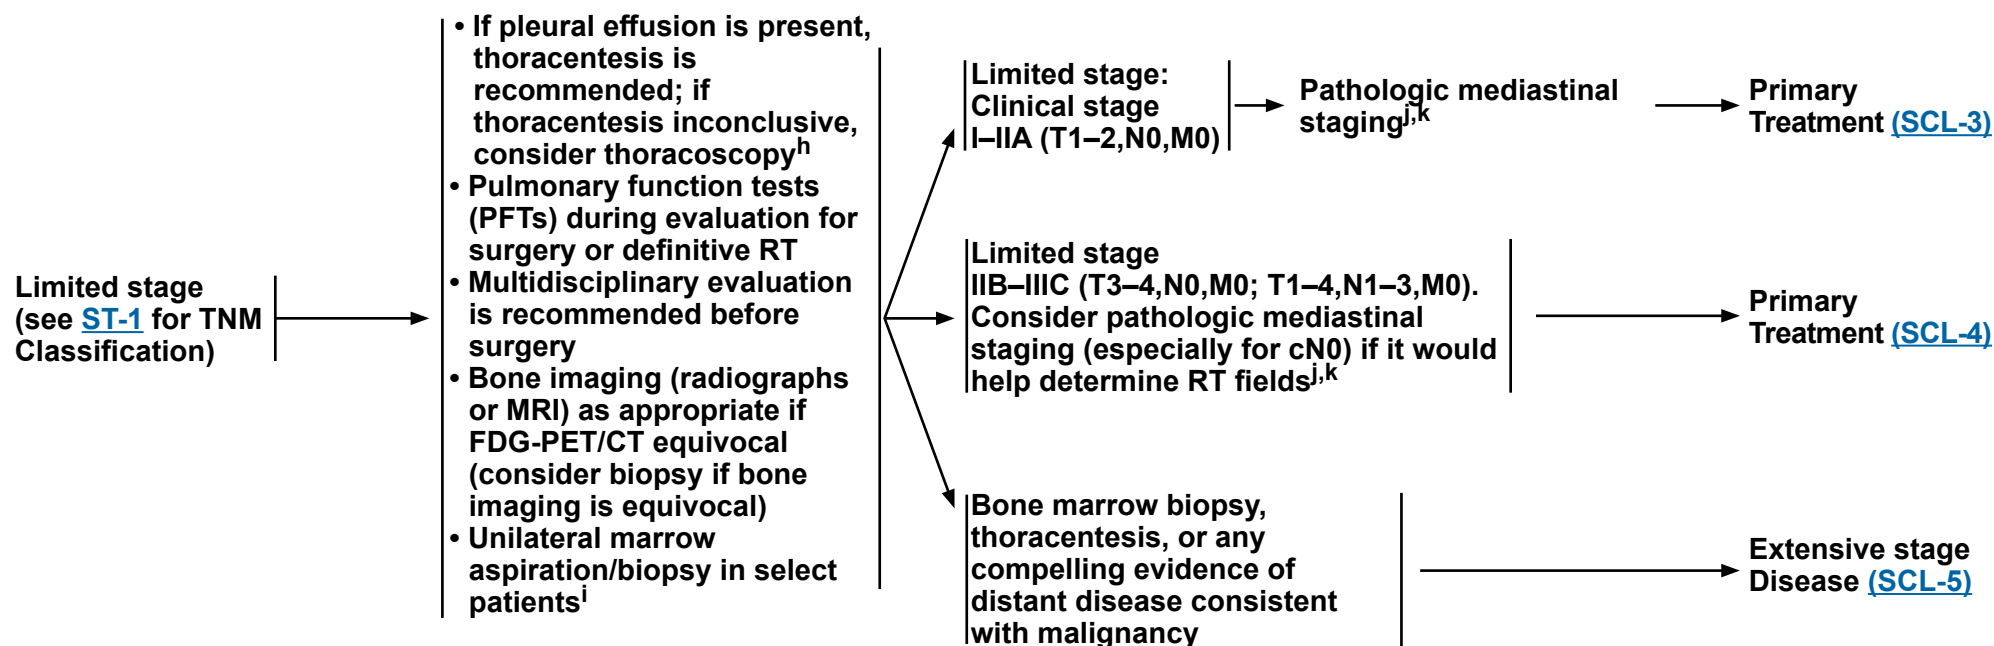 Limited stage
(see ST-1 for TNM
Classification)
• If pleural effusion is present,
thoracentesis is
recommended; if
thoracentesis inconclusive,
consider thoracoscopyh
• Pulmonary function tests
(PFTs) during evaluation for
surgery or definitive RT
• Multidisciplinary evaluation
is recommended before
surgery
• Bone imaging (radiographs
or MRI) as appropriate if
FDG-PET/CT equivocal
(consider biopsy if bone
imaging is equivocal)
• Unilateral marrow
aspiration/biopsy in select
patientsi
Limited stage:
Clinical stage
I–IIA (T1–2,N0,M0)
Pathologic mediastinal
stagingj,k
Primary
Treatment (SCL-3)
Limited stage
IIB–IIIC (T3–4,N0,M0; T1–4,N1–3,M0).
Consider pathologic mediastinal
staging (especially for cN0) if it would
help determine RT fieldsj,k
Primary
Treatment (SCL-4)
Bone marrow biopsy,
thoracentesis, or any
compelling evidence of
distant disease consistent
with malignancy
Extensive stage
Disease (SCL-5)